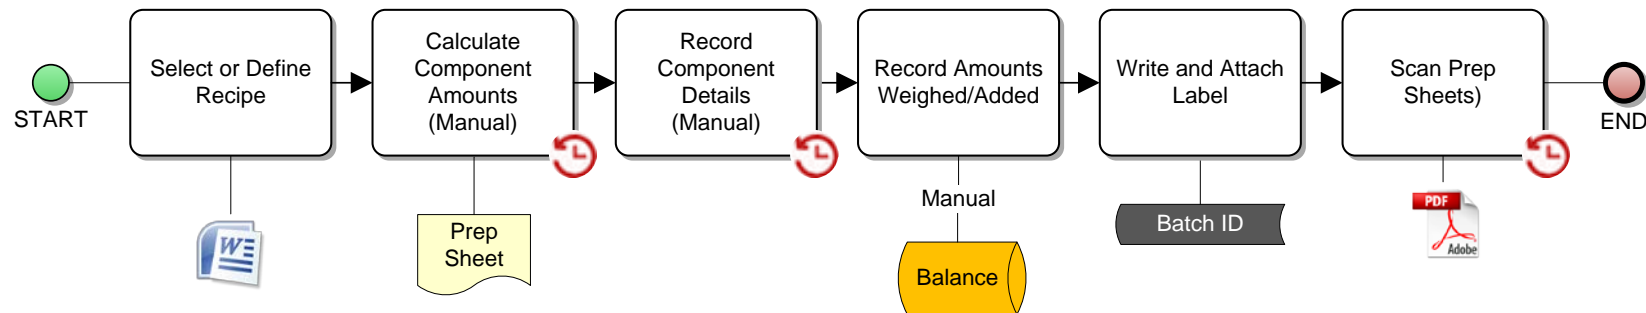 START
Select or Define
Recipe
Calculate
Component
Amounts
(Manual)
Record
Component
Details
(Manual)
Record Amounts
Weighed/Added
Write and Attach
Label
Scan Prep
Sheets)
END
W
Prep
Sheet
Manual
Balance
Batch ID
PDF
Adobe